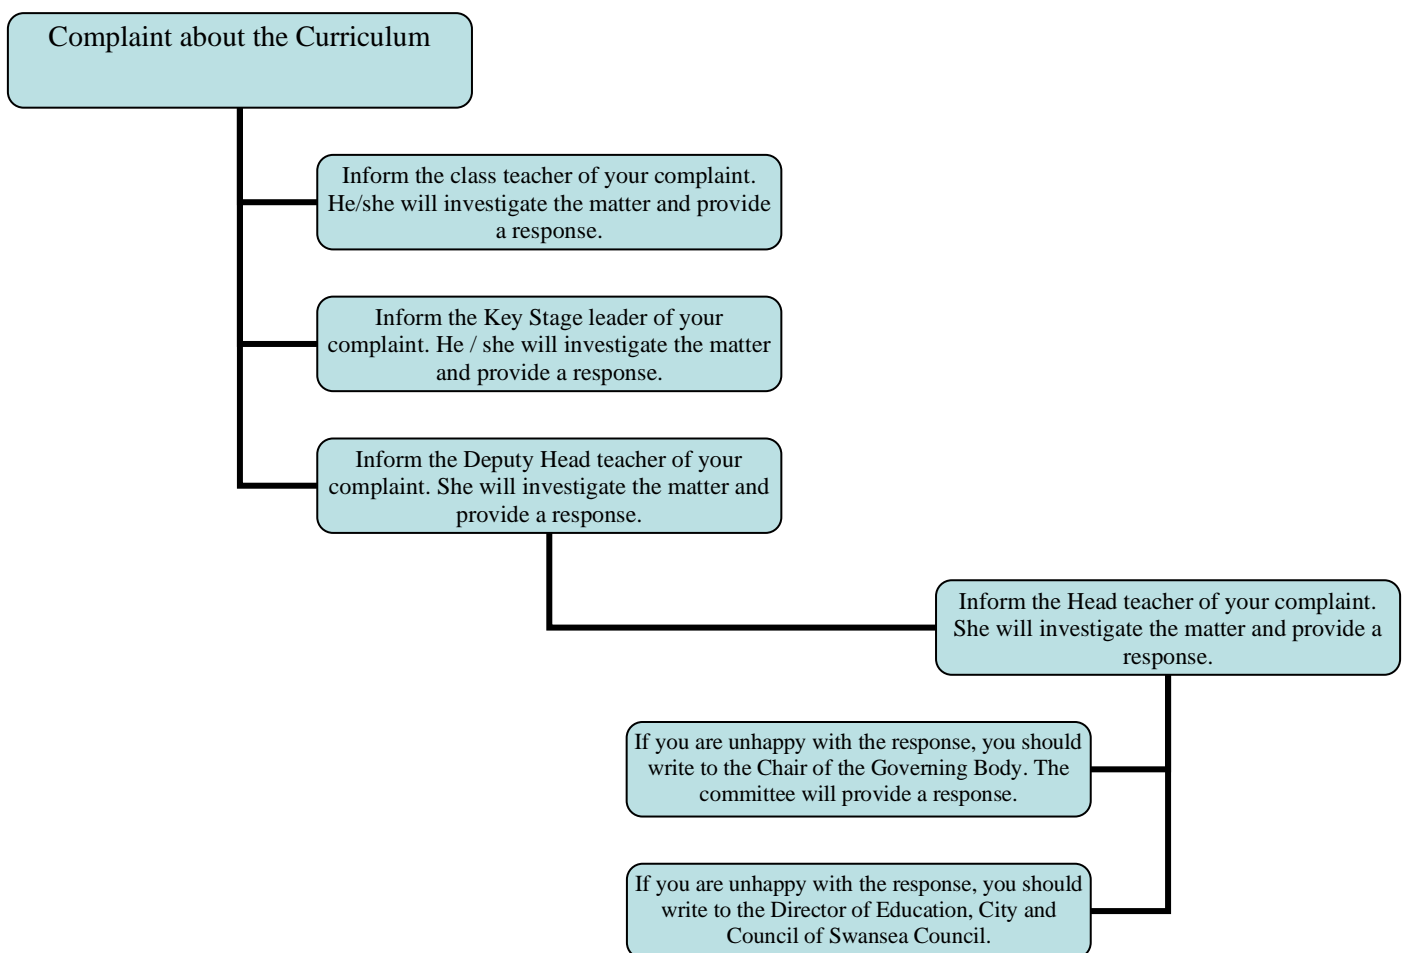 Complaint about the Curriculum
Inform the class teacher of your complaint.
He/she will investigate the matter and provide
a response.
Inform the Key Stage leader of your
complaint. He / she will investigate the matter
and provide a response.
Inform the Deputy Head teacher of your
complaint. She will investigate the matter and
provide a response.
Inform the Head teacher of your complaint.
She will investigate the matter and provide a
response.
If you are unhappy with the response, you should
write to the Chair of the Governing Body. The
committee will provide a response.
If you are unhappy with the response, you should
write to the Director of Education, City and
Council of Swansea Council.